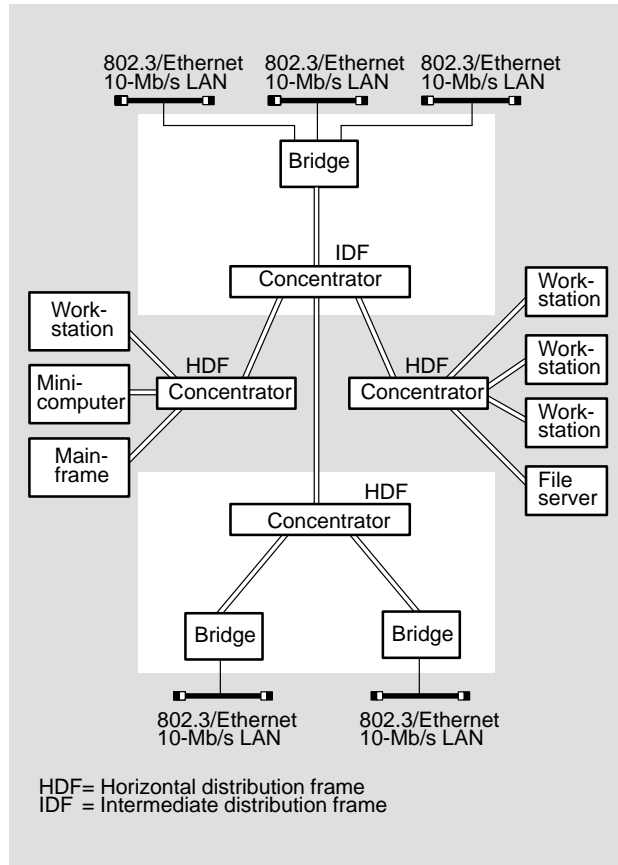 802.3/Ethernet
10-Mb/s LAN
802.3/Ethernet
10-Mb/s LAN
802.3/Ethernet
10-Mb/s LAN
Bridge
IDF
Concentrator
Work-
station
Mini-
computer
Main-
frame
HDF
Concentrator
HDF
Concentrator
Work-
station
Work-
station
Work-
station
File
server
HDF
Concentrator
Bridge
Bridge
802.3/Ethernet
10-Mb/s LAN
802.3/Ethernet
10-Mb/s LAN
HDF= Horizontal distribution frame
IDF = Intermediate distribution frame